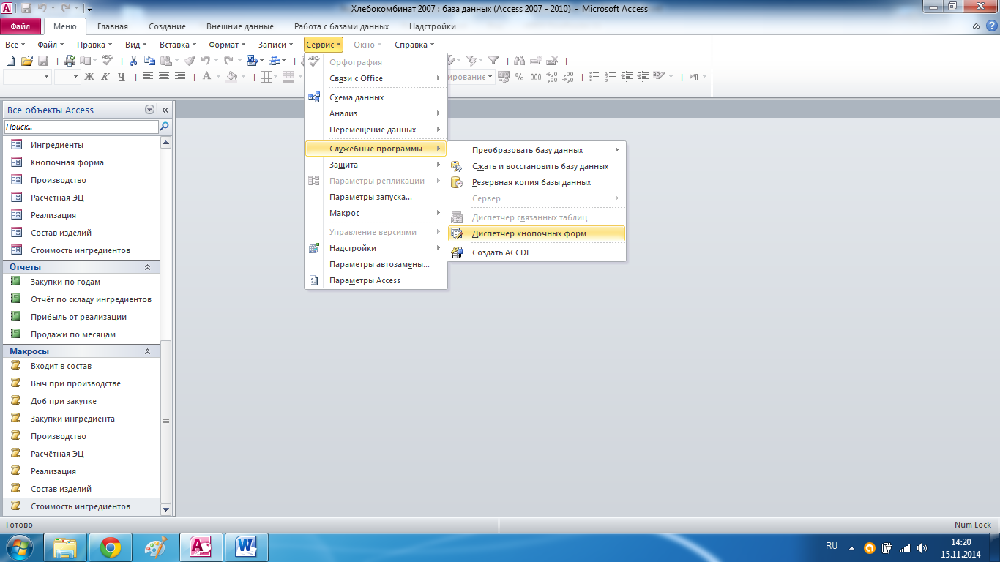 Хлебокомбинат 2007 : база данных (Access 2007 - 2010) - Microsoft Access
Файл Меню Главная Создание Внешние данные Работа с базами данных Надстройки
Все Файл Правка Вид Вставка Формат Записи Сервис Окно Справка
Ж К Ч
A % 000
Все объекты Access
Поиск...
Ингредиенты
Кнопочная форма
Производство
Расчётная ЭЦ
Реализация
Состав изделий
Стоимость ингредиентов
Отчеты
Закупки по годам
Отчёт по складу ингредиентов
Прибыль от реализации
Продажи по месяцам
Макросы
Входит в состав
Выч при производстве
Доб при закупке
Закупки ингредиента
Производство
Расчётная ЭЦ
Реализация
Состав изделий
Стоимость ингредиентов
Орфография
Связи с Office
Схема данных
Анализ
Перемещение данных
Служебные программы
Защита
Параметры репликации
Параметры запуска...
Макрос
Управление версиями
Надстройки
Параметры автозамены...
Параметры Access
Преобразовать базу данных
Сжать и восстановить базу данных
Резервная копия базы данных
Сервер
Диспетчер связанных таблиц
Диспетчер кнопочных форм
Создать ACCDE
Готово
Num Lock
RU
14:20
15.11.2014